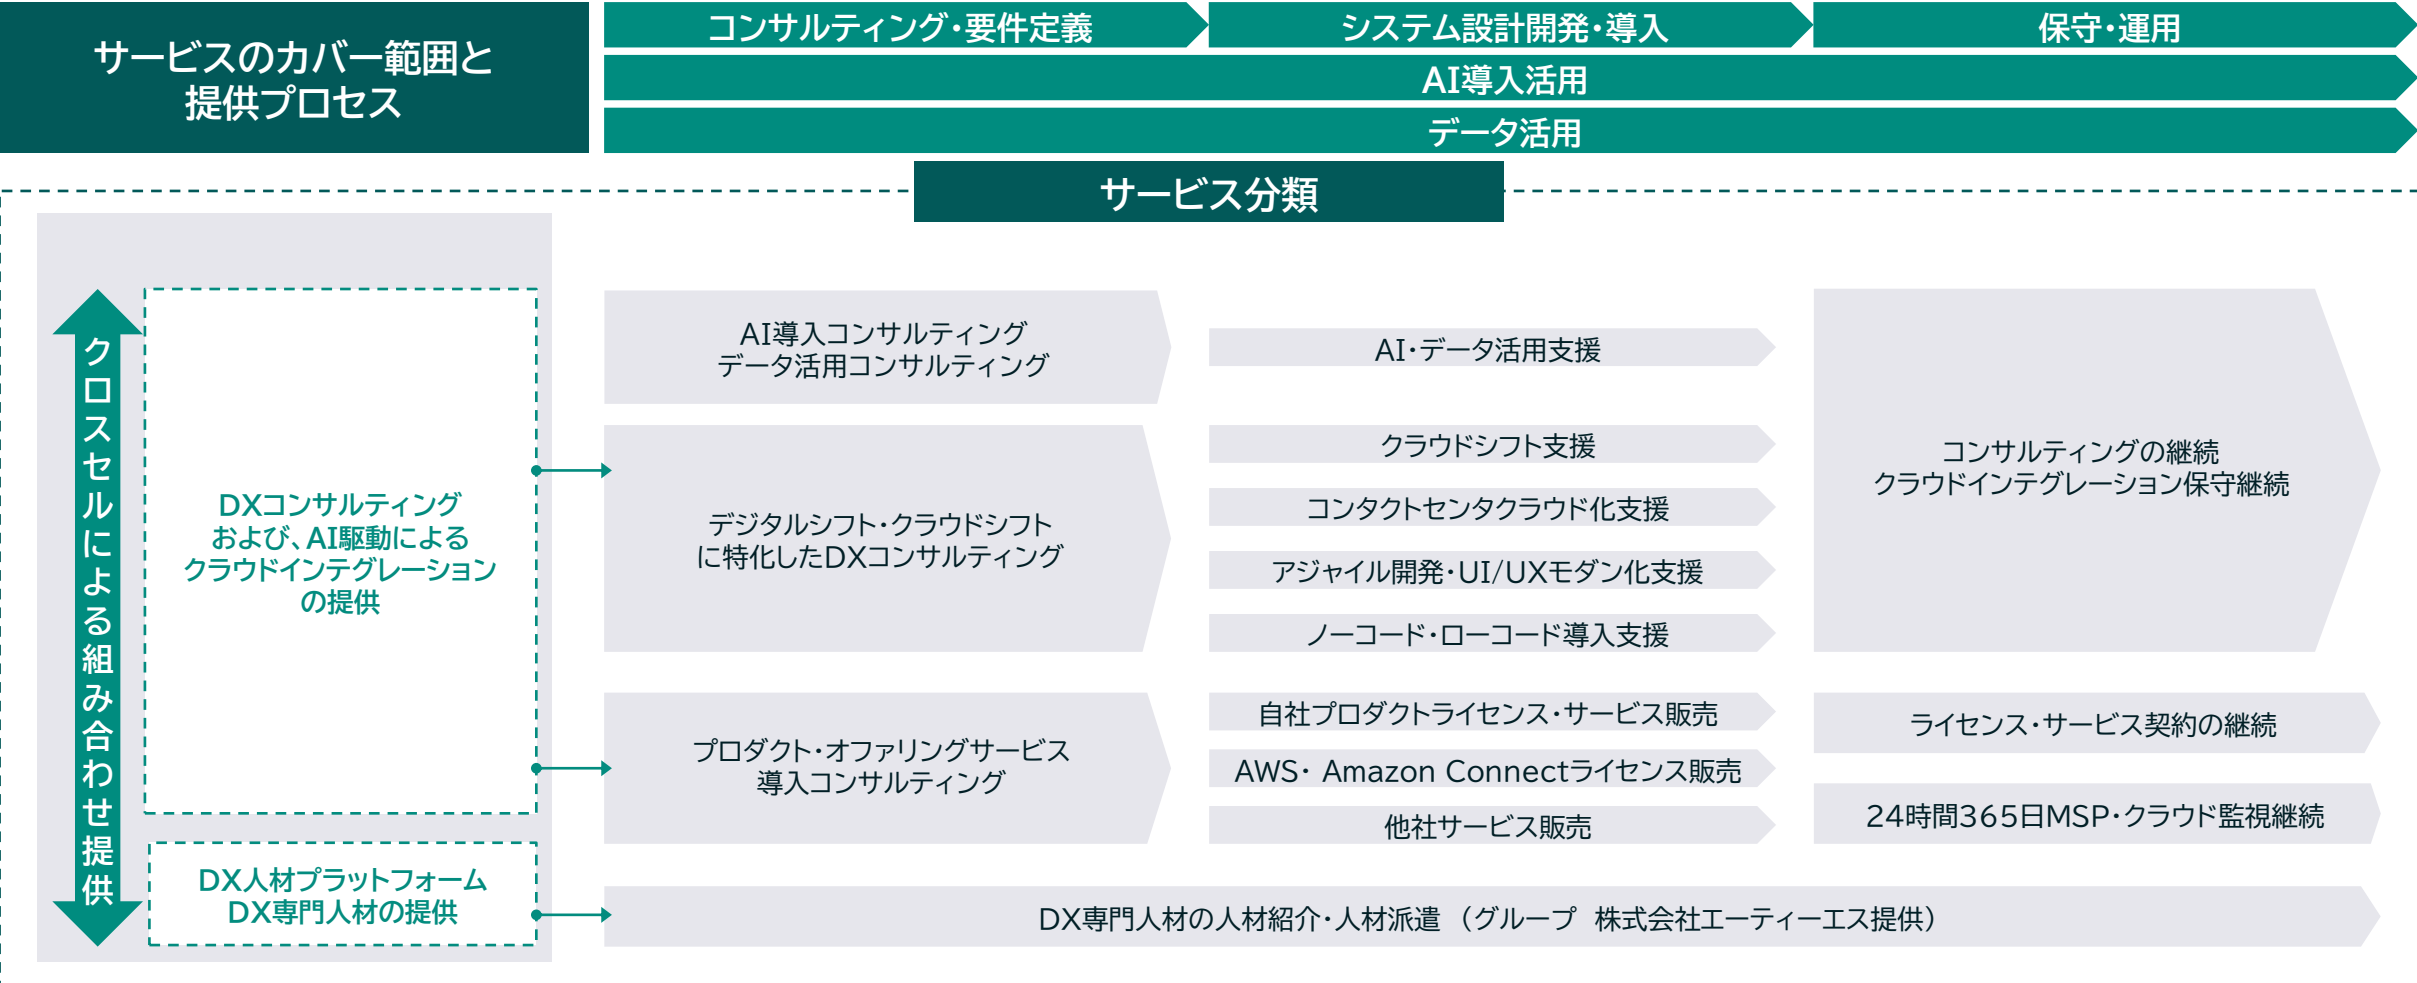 サービスのカバー範囲と
提供プロセス
コンサルティング・要件定義
システム設計開発・導入
保守・運用
AI導入活用
データ活用
サービス分類
クロスセルによる組み合わせ提供
DXコンサルティング
および、AI駆動による
クラウドインテグレーション
の提供
DX人材プラットフォーム
DX専門人材の提供
AI導入コンサルティング
データ活用コンサルティング
デジタルシフト・クラウドシフト
に特化したDXコンサルティング
プロダクト・オファリングサービス
導入コンサルティング
AI・データ活用支援
クラウドシフト支援
コンタクトセンタクラウド化支援
アジャイル開発・UI/UXモダン化支援
ノーコード・ローコード導入支援
自社プロダクトライセンス・サービス販売
AWS・ Amazon Connectライセンス販売
他社サービス販売
コンサルティングの継続
クラウドインテグレーション保守継続
ライセンス・サービス契約の継続
24時間365日MSP・クラウド監視継続
DX専門人材の人材紹介・人材派遣 （グループ 株式会社エーティーエス提供）